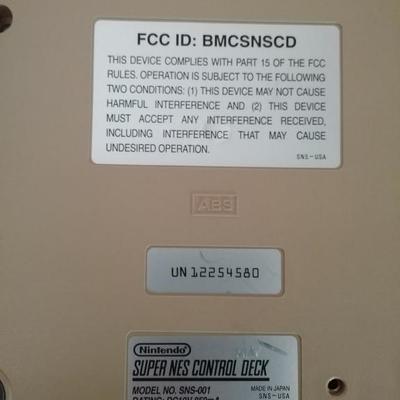 FCC ID: BMCSNSCD
THIS DEVICE COMPLIES WITH PART 15 OF THE FCC
RULES. OPERATION IS SUBJECT TO THE FOLLOWING
TWO CONDITIONS: (1) THIS DEVICE MAY NOT CAUSE
HARMFUL INTERFERENCE AND (2) THIS DEVICE
MUST ACCEPT ANY INTERFERENCE RECEIVED,
INCLUDING INTERFERENCE THAT MAY CAUSE
UNDESIRED OPERATION.
SNS-USA
ABS
UN 12254580
Nintendo
SUPER NES CONTROL DECK
MODEL NO. SNS-001
MADE IN JAPAN
SNS-USA
RATING: DC10V 850mA